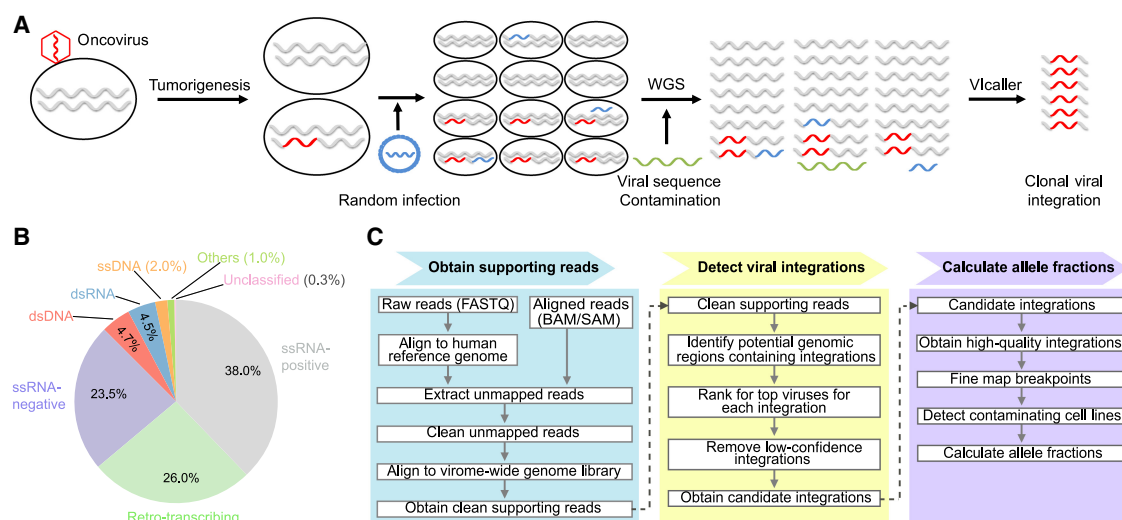 A
Oncovirus
Tumorigenesis
WGS
VIcaller
Random infection
Viral sequence
Contamination
Clonal viral
integration
B
Others (1.0%)
ssDNA (2.0%)
Unclassified (0.3%)
dsRNA
4.5%
dsDNA
4.7%
ssRNA-
positive
38.0%
ssRNA-
negative
23.5%
26.0%
Retro-transcribing
C
Obtain supporting reads
Raw reads (FASTQ)
Aligned reads
(BAM/SAM)
Align to human
reference genome
Extract unmapped reads
Clean unmapped reads
Align to virome-wide genome library
Obtain clean supporting reads
Detect viral integrations
Clean supporting reads
Identify potential genomic
regions containing integrations
Rank for top viruses for
each integration
Remove low-confidence
integrations
Obtain candidate integrations
Calculate allele fractions
Candidate integrations
Obtain high-quality integrations
Fine map breakpoints
Detect contaminating cell lines
Calculate allele fractions